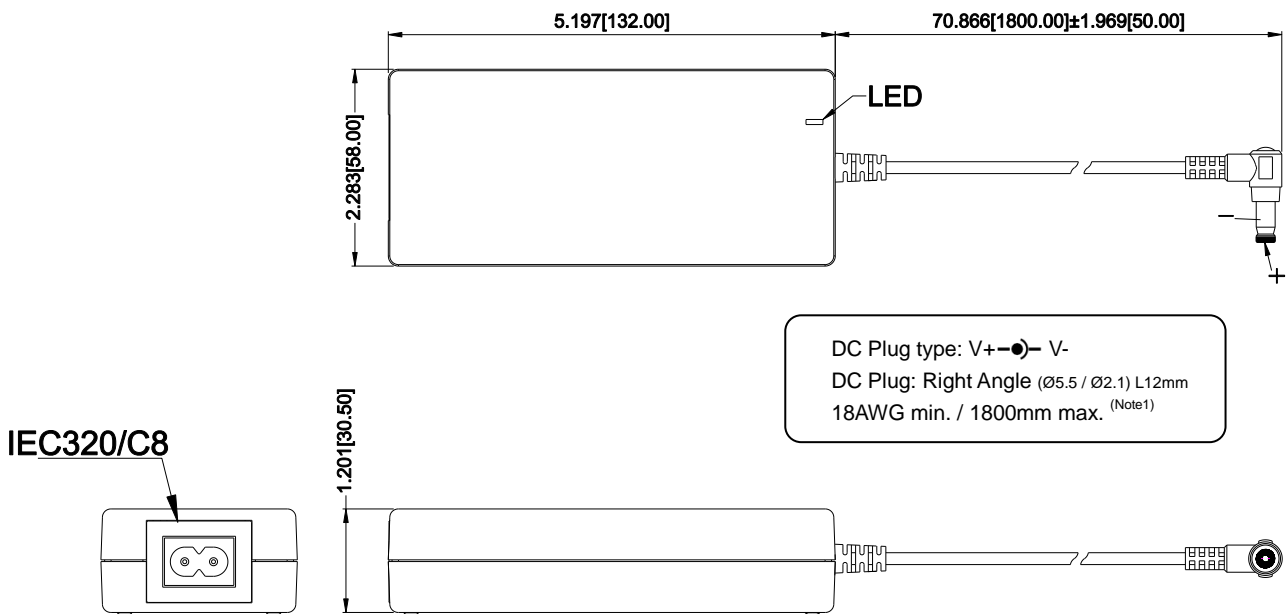 5.197[132.00]
70.866[1800.00]±1.969[50.00]
2.283[58.00]
LED
−
+
DC Plug type: V+ V-
DC Plug: Right Angle (Ø5.5 / Ø2.1) L12mm
18AWG min. / 1800mm max. (Note1)
IEC320/C8
1.201[30.50]